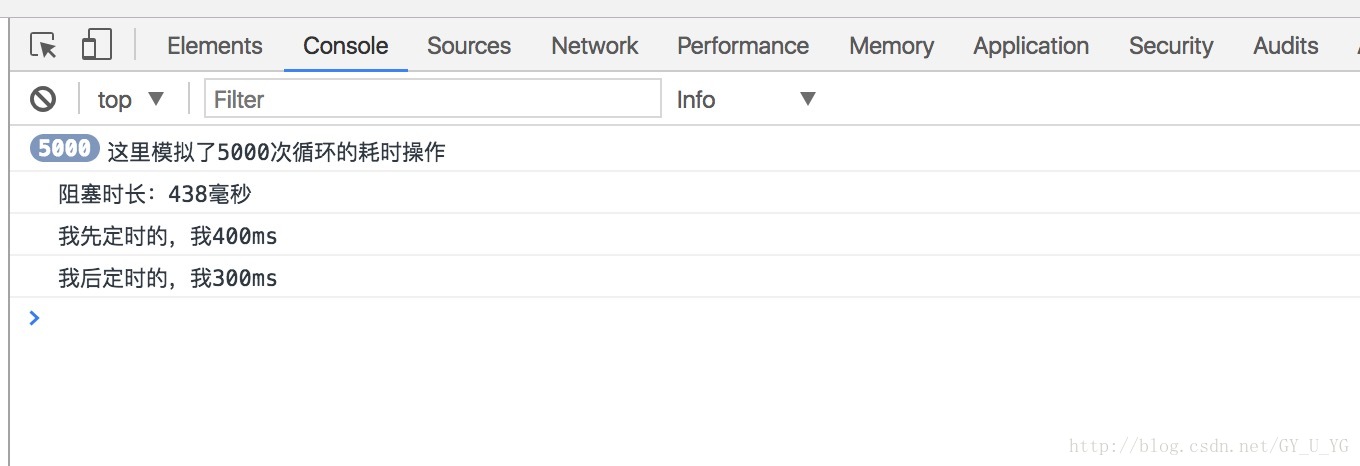 Elements Console Sources Network Performance Memory Application Security Audits
top Filter Info
5000 这里模拟了5000次循环的耗时操作
阻塞时长：438毫秒
我先定时的，我400ms
我后定时的，我300ms
http://blog.csdn.net/GY_U_YG